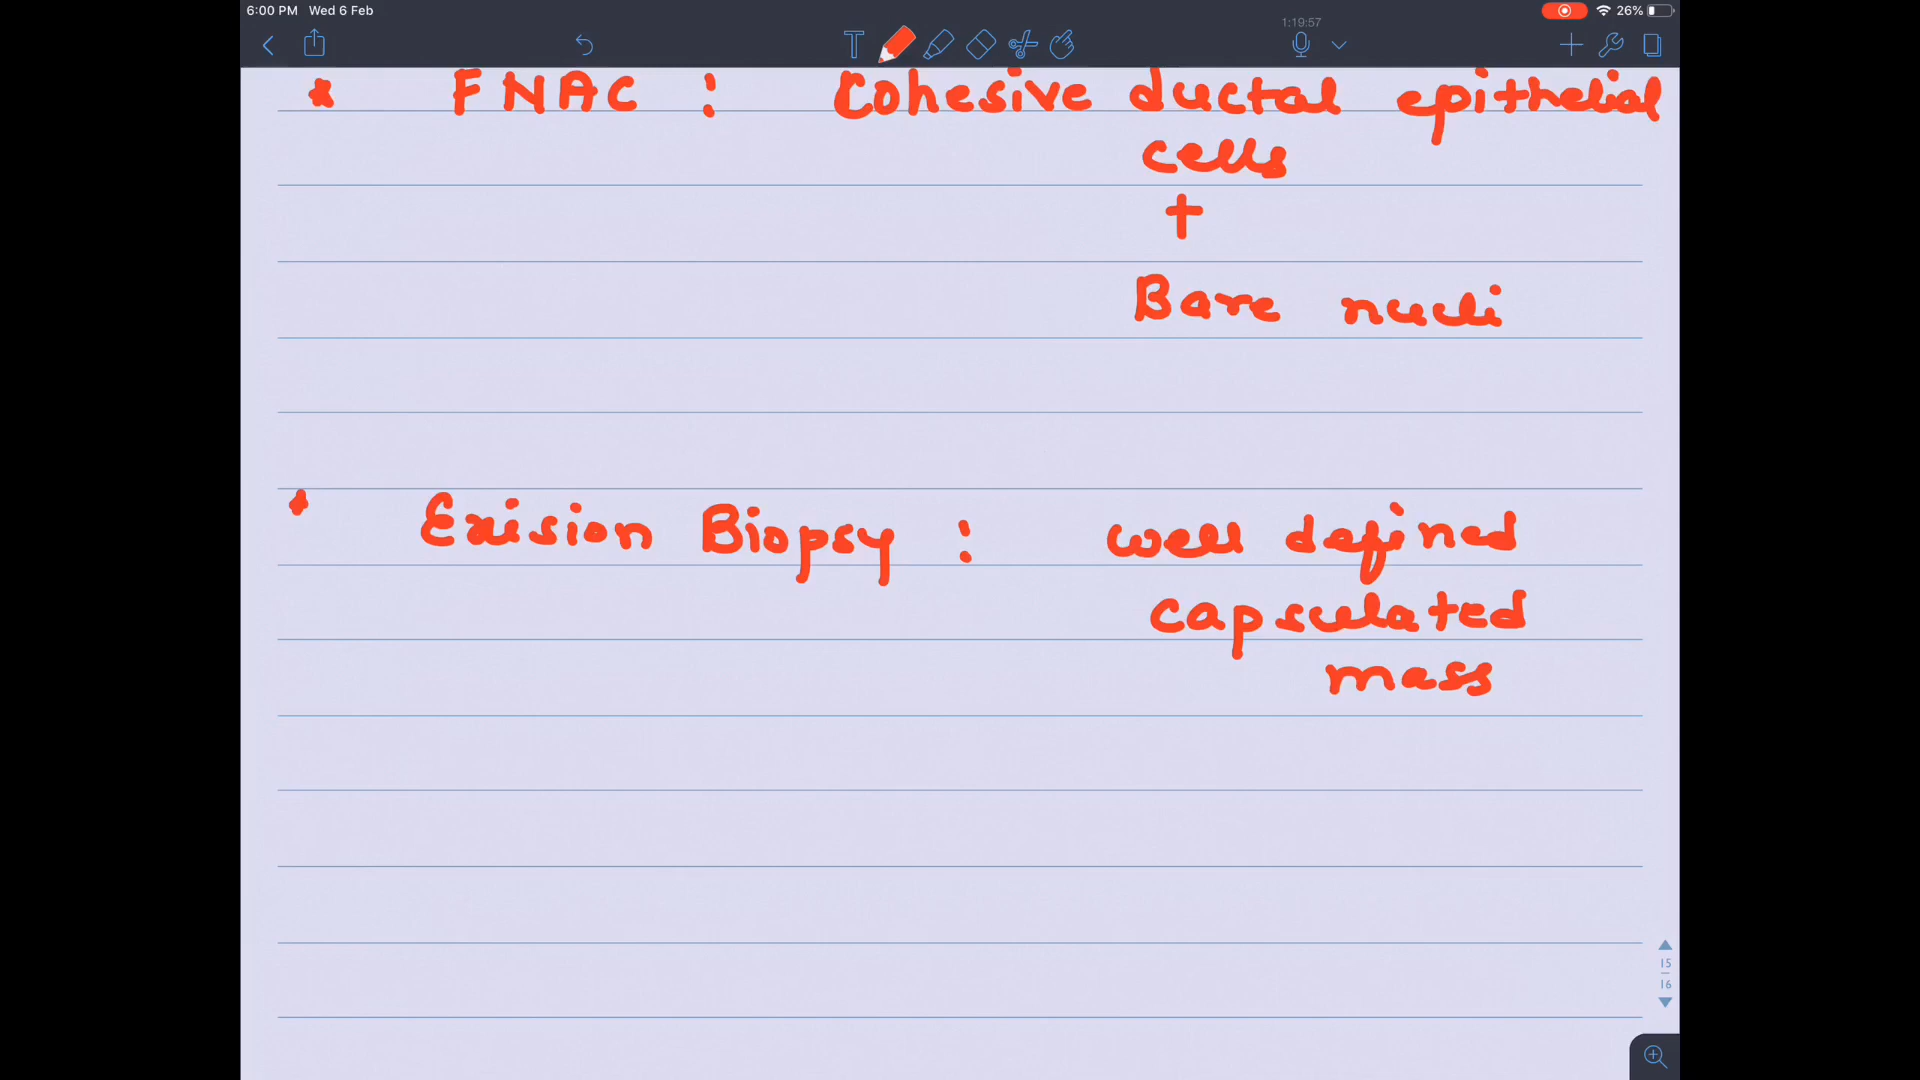 6:00 PM Wed 6 Feb
26%
1:19:57
T
* FNAC : Cohesive ductal epithelial
cells
+
Bare nucli
* Exision Biopsy : well defined
capsulated
mass
15
16